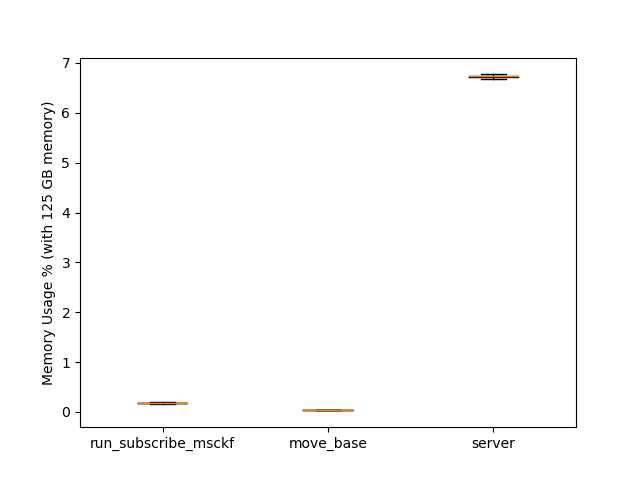 Memory Usage % (with 125 GB memory)
7
6
5
4
3
2
1
0
run_subscribe_msckf
move_base
server